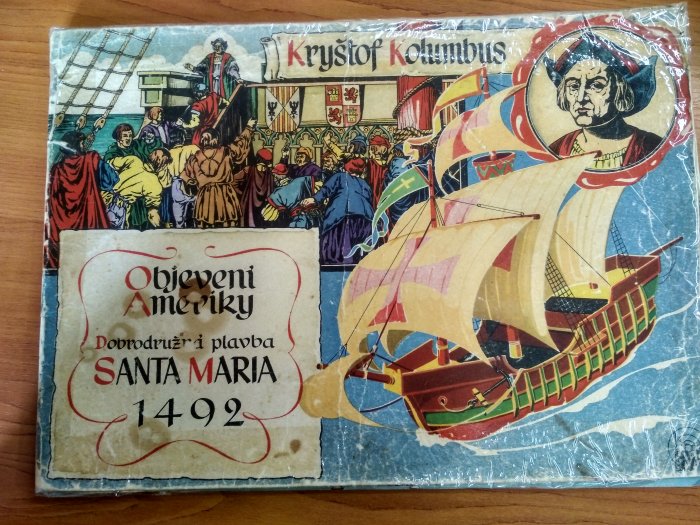 Kryštof Kolumbus
Objevení
Ameriky
Dobrodružná plavba
SANTA MARIA
1492